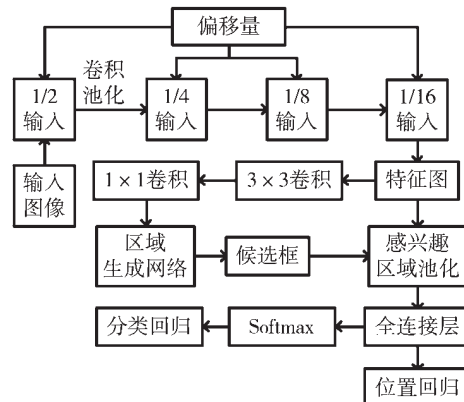 偏移量
卷积
池化
1/2
输入
1/4
输入
1/8
输入
1/16
输入
输入
图像
1×1卷积
3×3卷积
特征图
区域
生成网络
候选框
感兴趣
区域池化
分类回归
Softmax
全连接层
位置回归